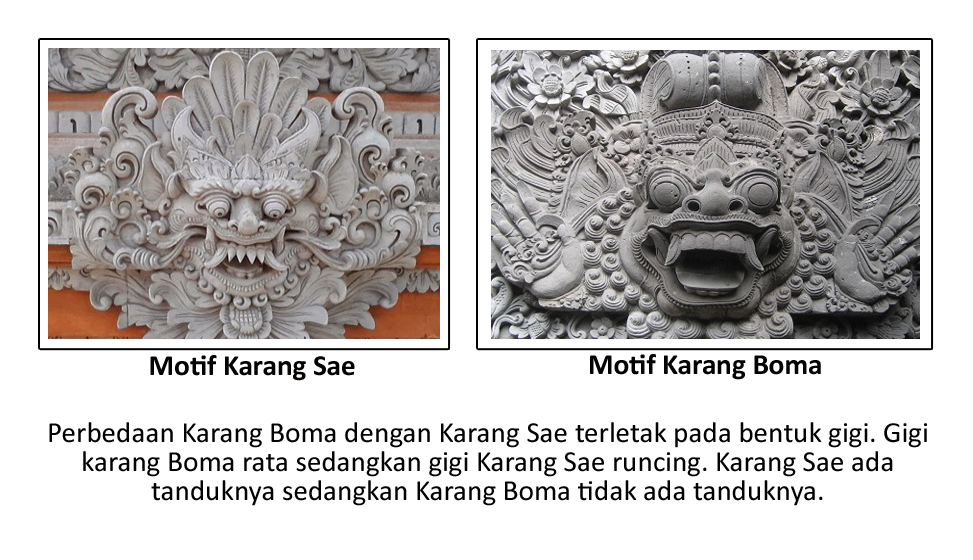 Motif Karang Sae
Motif Karang Boma
Perbedaan Karang Boma dengan Karang Sae terletak pada bentuk gigi. Gigi
karang Boma rata sedangkan gigi Karang Sae runcing. Karang Sae ada
tanduknya sedangkan Karang Boma tidak ada tanduknya.